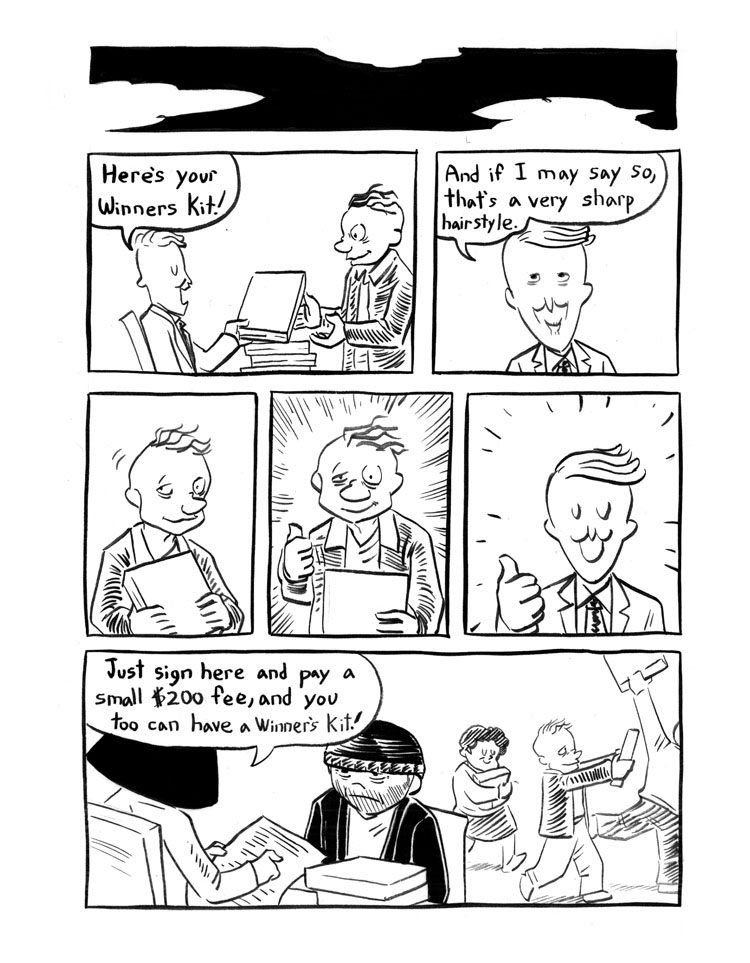 Here's your
Winners Kit!
And if I may say so,
that's a very sharp
hairstyle.
Just sign here and pay a
small $200 fee, and you
too can have a Winner's Kit!